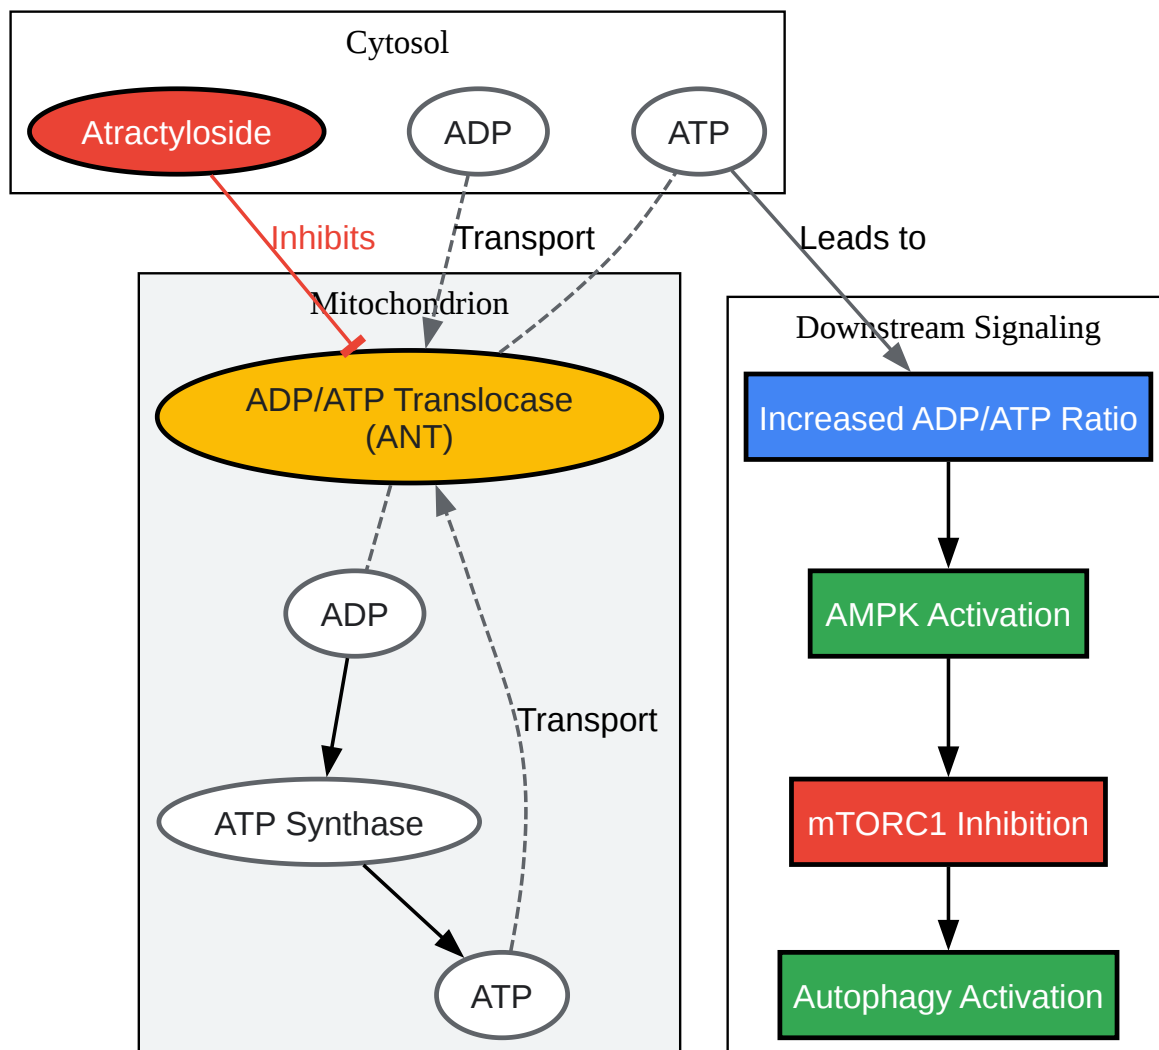 Cytosol
Atractyloside
ADP
ATP
Inhibits
Transport
Leads to
Mitochondrion
Downstream Signaling
ADP/ATP Translocase
(ANT)
Increased ADP/ATP Ratio
ADP
AMPK Activation
Transport
ATP Synthase
mTORC1 Inhibition
ATP
Autophagy Activation